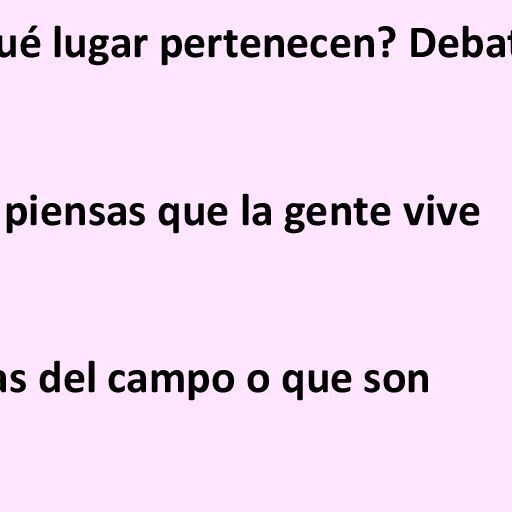 ué lugar pertenecen? Debat
piensas que la gente vive
as del campo o que son